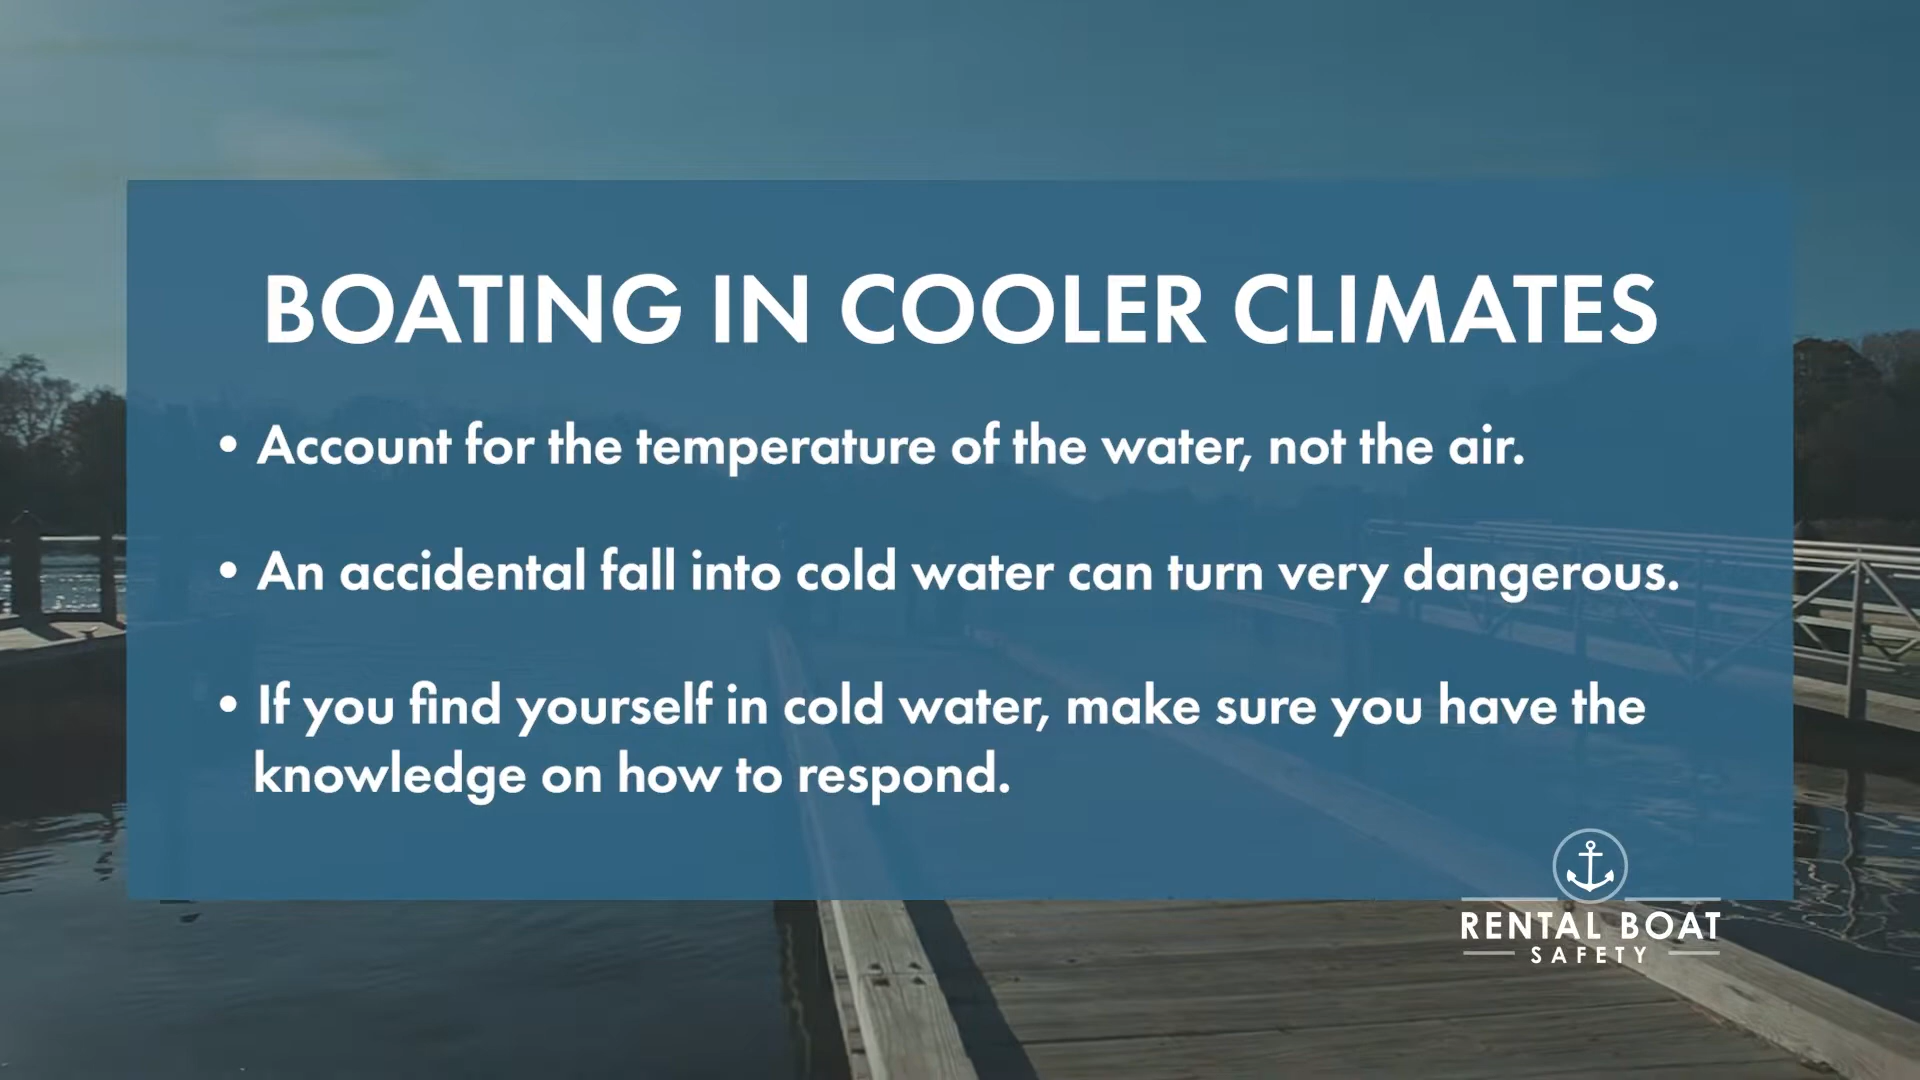 BOATING IN COOLER CLIMATES
• Account for the temperature of the water, not the air.
• An accidental fall into cold water can turn very dangerous.
• If you find yourself in cold water, make sure you have the
knowledge on how to respond.
RENTAL BOAT
SAFETY